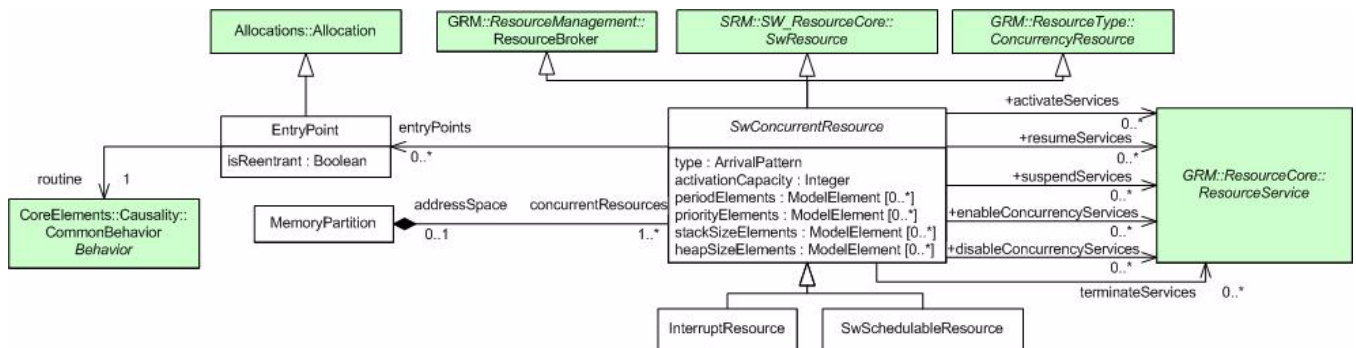 Allocations::Allocation
GRM::ResourceManagement::
ResourceBroker
SRM::SW_ResourceCore::
SwResource
GRM::ResourceType::
ConcurrencyResource
EntryPoint
isReentrant : Boolean
entryPoints
0..*
routine
1
CoreElements::Causality::
CommonBehavior
Behavior
MemoryPartition
addressSpace
0..1
concurrentResources
1..*
SwConcurrentResource
type : ArrivalPattern
activationCapacity : Integer
periodElements : ModelElement [0..*]
priorityElements : ModelElement [0..*]
stackSizeElements : ModelElement [0..*]
heapSizeElements : ModelElement [0..*]
+activateServices
0..*
+resumeServices
0..*
+suspendServices
0..*
+enableConcurrencyServices
0..*
+disableConcurrencyServices
0..*
terminateServices
0..*
GRM::ResourceCore::
ResourceService
InterruptResource
SwSchedulableResource